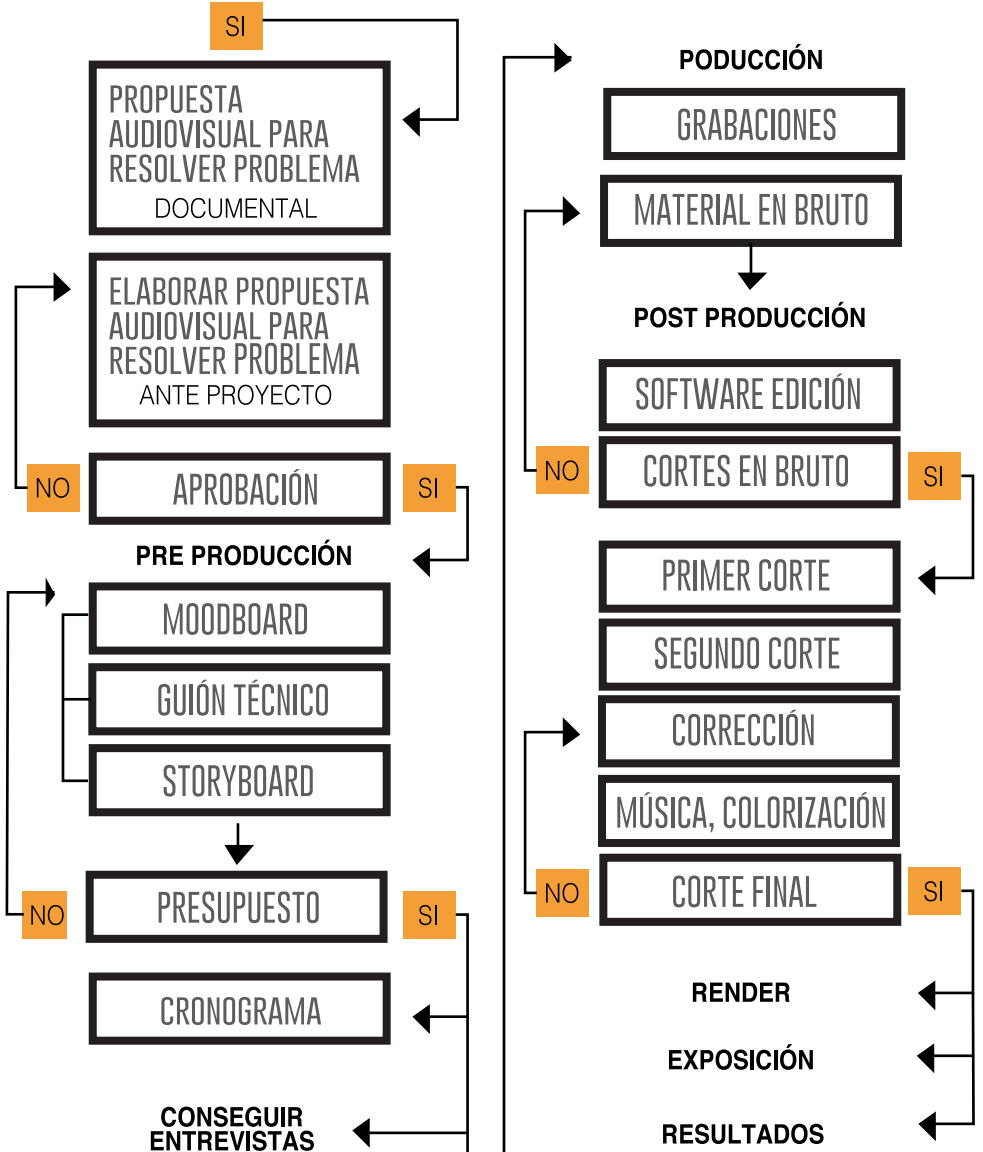 SI
PROPUESTA
AUDIOVISUAL PARA
RESOLVER PROBLEMA
DOCUMENTAL
ELABORAR PROPUESTA
AUDIOVISUAL PARA
RESOLVER PROBLEMA
ANTE PROYECTO
NO
APROBACIÓN
SI
PRE PRODUCCIÓN
MOODBOARD
GUIÓN TÉCNICO
STORYBOARD
NO
PRESUPUESTO
SI
CRONOGRAMA
CONSEGUIR
ENTREVISTAS
PODUCCIÓN
GRABACIONES
MATERIAL EN BRUTO
POST PRODUCCIÓN
SOFTWARE EDICIÓN
NO
CORTES EN BRUTO
SI
PRIMER CORTE
SEGUNDO CORTE
CORRECCIÓN
MÚSICA, COLORIZACIÓN
NO
CORTE FINAL
SI
RENDER
EXPOSICIÓN
RESULTADOS